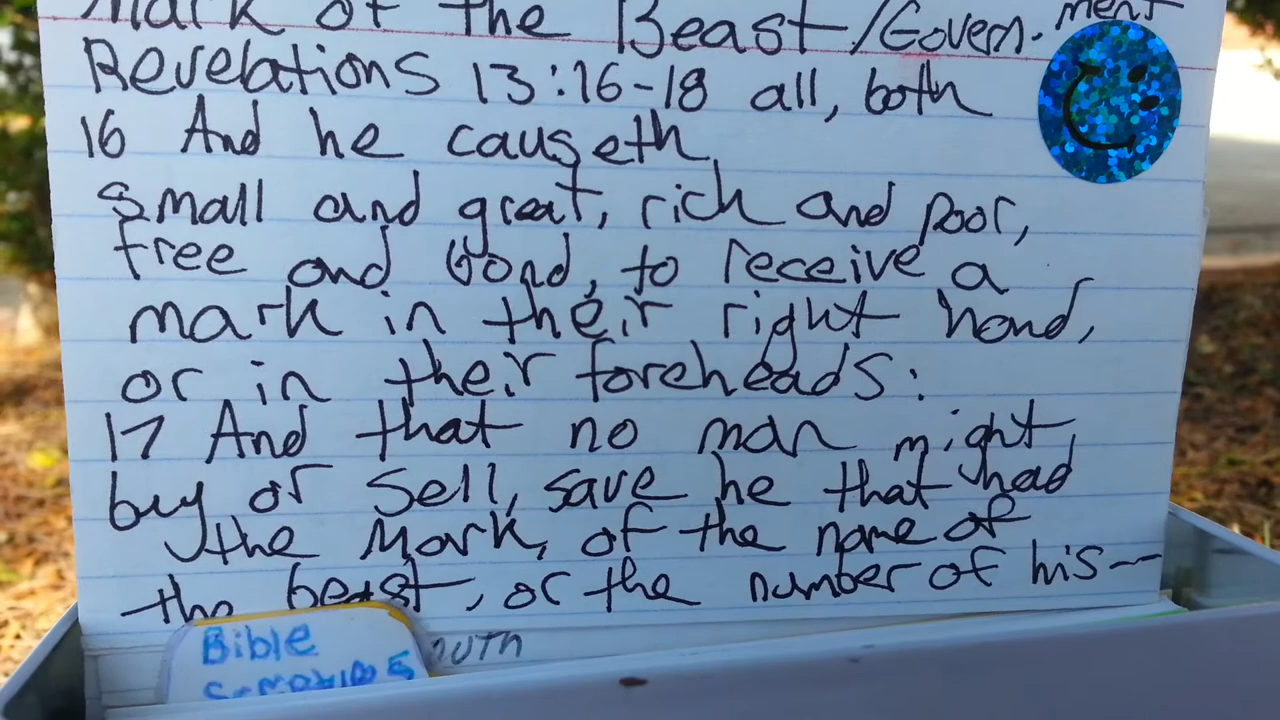 Mark of the Beast/Govern-ment
Revelations 13:16-18 all, both
16 And he causeth
small and great, rich and poor,
free and bond, to receive a
mark in their right hand,
or in their foreheads:
17 And that no man might
buy or sell, save he that had
the Mark, of the name of
the beast, or the number of his—
Bible